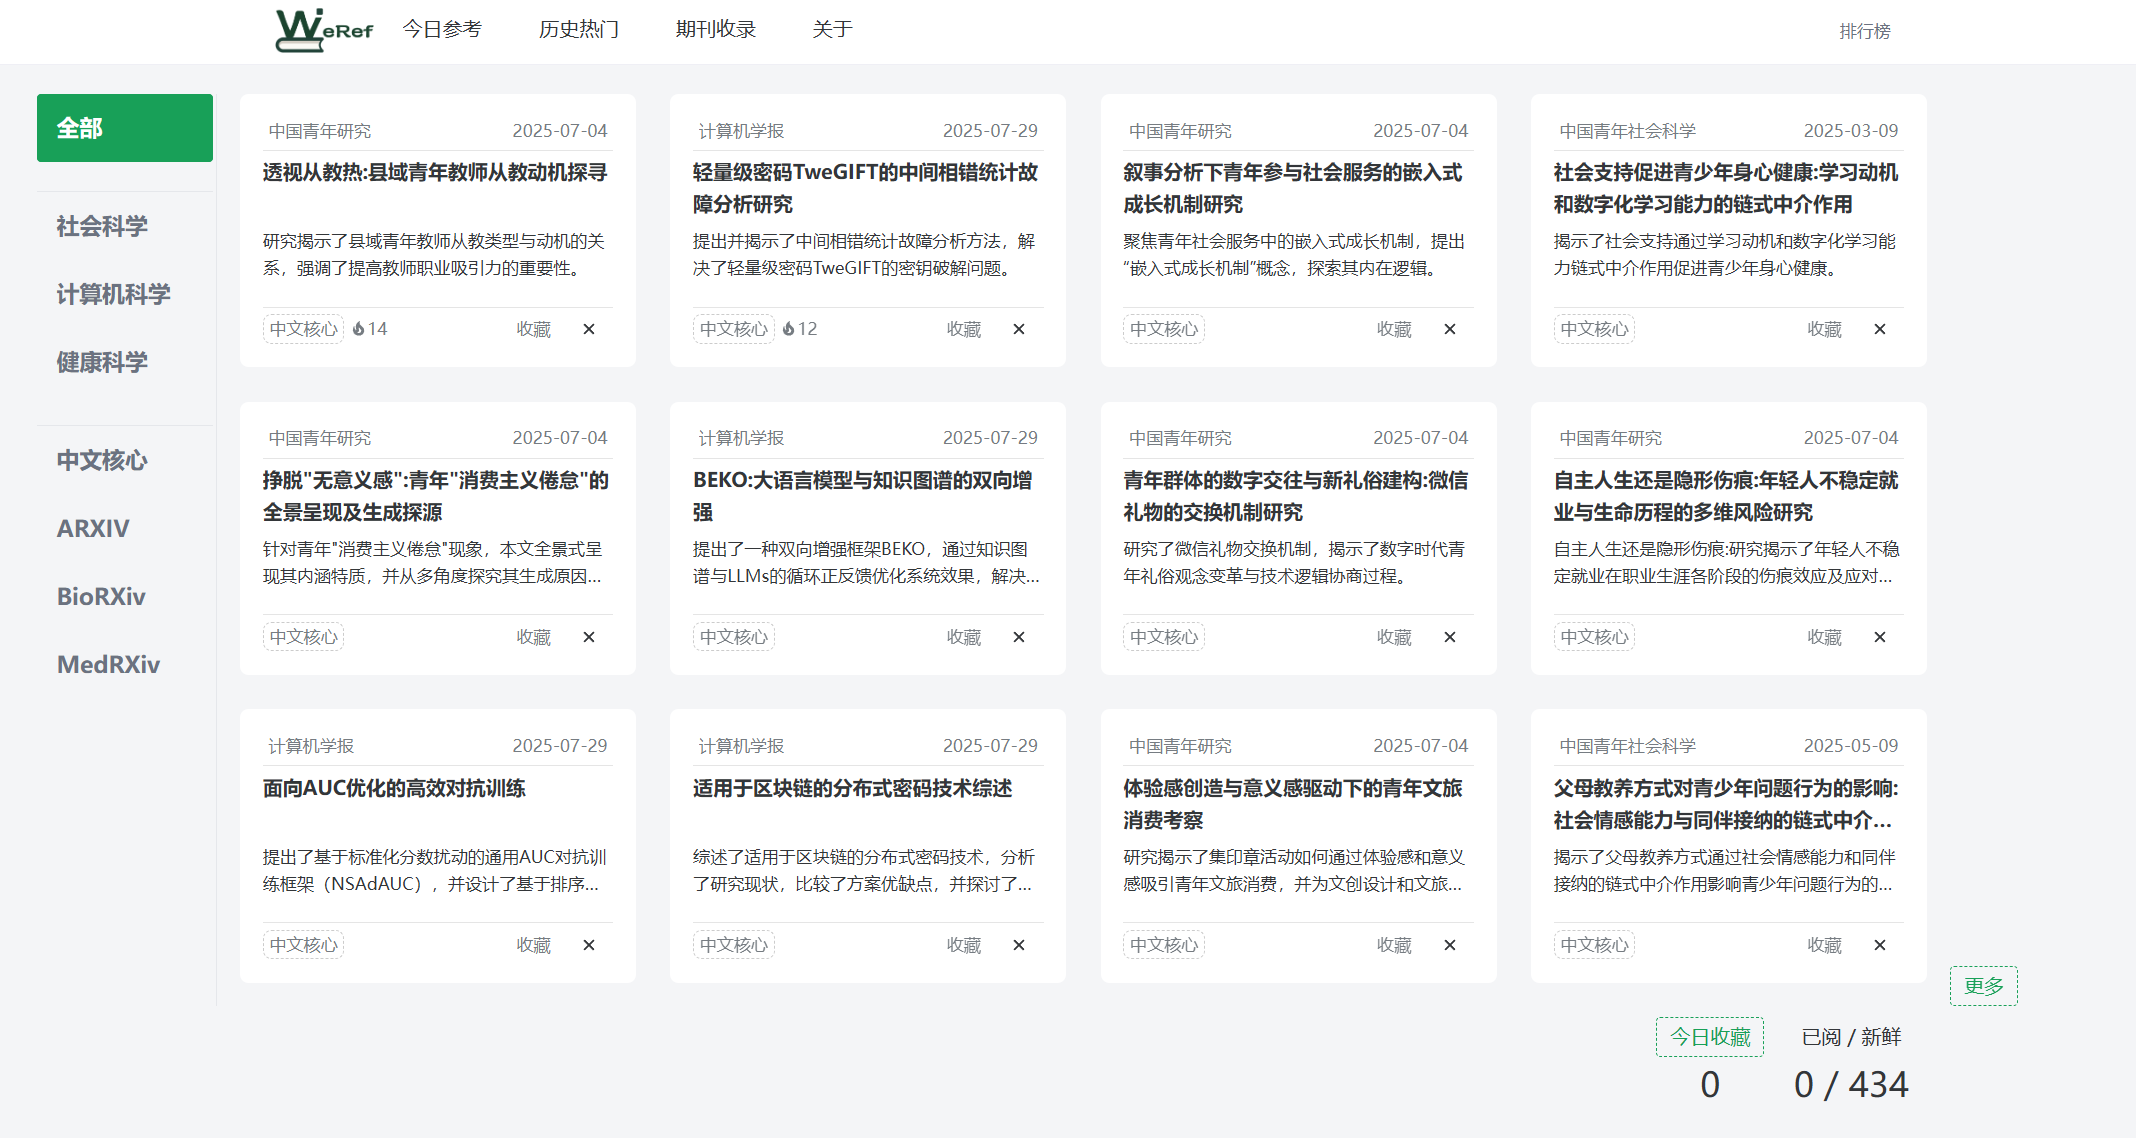 WeRef 今日参考 历史热门 期刊收录 关于 排行榜
全部
社会科学
计算机科学
健康科学
中文核心
ARXIV
BioRXiv
MedRXiv
中国青年研究 2025-07-04
透视从教热:县域青年教师从教动机探寻
研究揭示了县域青年教师从教类型与动机的关
系，强调了提高教师职业吸引力的重要性。
中文核心 14 收藏 ×
计算机学报 2025-07-29
轻量级密码TweGIFT的中间相错统计故
障分析研究
提出并揭示了中间相错统计故障分析方法，解
决了轻量级密码TweGIFT的密钥破解问题。
中文核心 12 收藏 ×
中国青年研究 2025-07-04
叙事分析下青年参与社会服务的嵌入式
成长机制研究
聚焦青年社会服务中的嵌入式成长机制，提出
“嵌入式成长机制”概念，探索其内在逻辑。
中文核心 收藏 ×
中国青年社会科学 2025-03-09
社会支持促进青少年身心健康:学习动机
和数字化学习能力的链式中介作用
揭示了社会支持通过学习动机和数字化学习能
力链式中介作用促进青少年身心健康。
中文核心 收藏 ×
中国青年研究 2025-07-04
挣脱"无意义感":青年"消费主义倦怠"的
全景呈现及生成探源
针对青年"消费主义倦怠"现象，本文全景式呈
现其内涵特质，并从多角度探究其生成原因...
中文核心 收藏 ×
计算机学报 2025-07-29
BEKO:大语言模型与知识图谱的双向增
强
提出了一种双向增强框架BEKO，通过知识图
谱与LLMs的循环正反馈优化系统效果，解决...
中文核心 收藏 ×
中国青年研究 2025-07-04
青年群体的数字交往与新礼俗建构:微信
礼物的交换机制研究
研究了微信礼物交换机制，揭示了数字时代青
年礼俗观念变革与技术逻辑协商过程。
中文核心 收藏 ×
中国青年研究 2025-07-04
自主人生还是隐形伤痕:年轻人不稳定就
业与生命历程的多维风险研究
自主人生还是隐形伤痕:研究揭示了年轻人不稳
定就业在职业生涯各阶段的伤痕效应及应对...
中文核心 收藏 ×
计算机学报 2025-07-29
面向AUC优化的高效对抗训练
提出了基于标准化分数扰动的通用AUC对抗训
练框架（NSAdAUC），并设计了基于排序...
中文核心 收藏 ×
计算机学报 2025-07-29
适用于区块链的分布式密码技术综述
综述了适用于区块链的分布式密码技术，分析
了研究现状，比较了方案优缺点，并探讨了...
中文核心 收藏 ×
中国青年研究 2025-07-04
体验感创造与意义感驱动下的青年文旅
消费考察
研究揭示了集印章活动如何通过体验感和意义
感吸引青年文旅消费，并为文创设计和文旅...
中文核心 收藏 ×
中国青年社会科学 2025-05-09
父母教养方式对青少年问题行为的影响:
社会情感能力与同伴接纳的链式中介...
揭示了父母教养方式通过社会情感能力和同伴
接纳的链式中介作用影响青少年问题行为的...
中文核心 收藏 ×
更多
今日收藏 已阅 / 新鲜
0 0 / 434